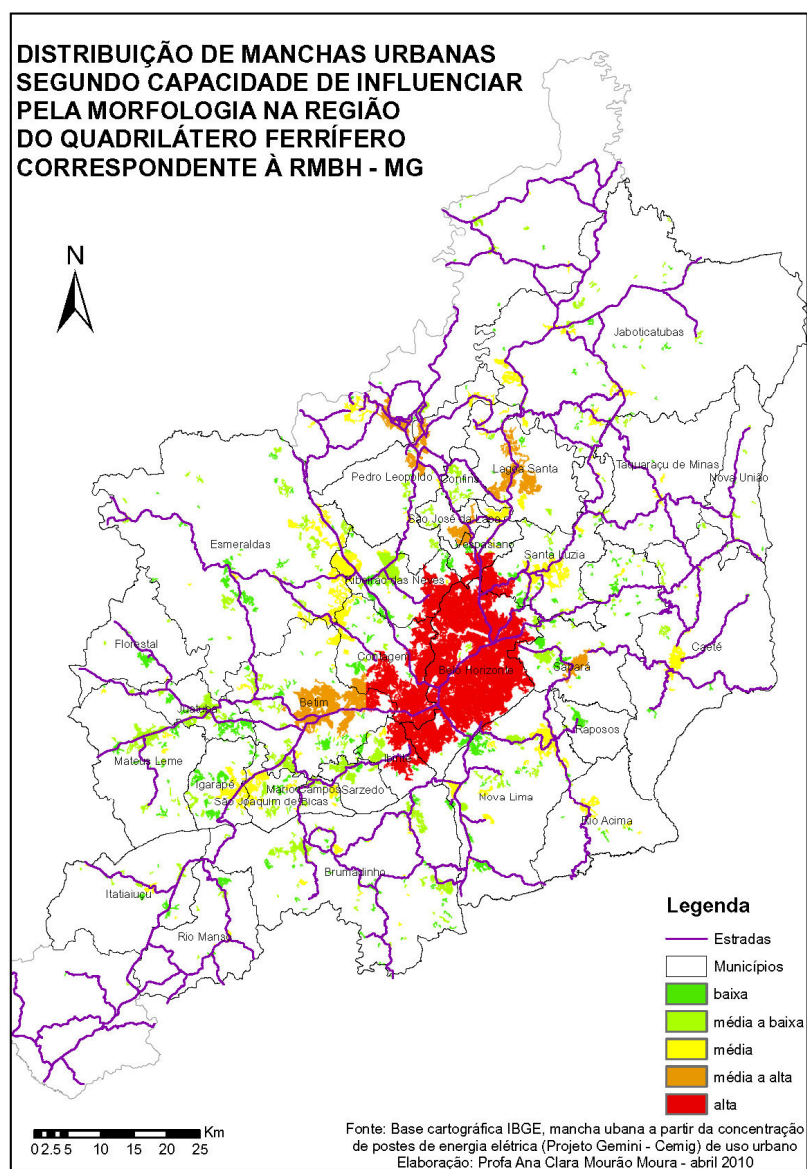 DISTRIBUIÇÃO DE MANCHAS URBANAS
SEGUNDO CAPACIDADE DE INFLUENCIAR
PELA MORFOLOGIA NA REGIÃO
DO QUADRILÁTERO FERRÍFERO
CORRESPONDENTE À RMBH - MG
N
Jaboticatubas
Lagoa Santa
Taquaraçu de Minas
Pedro Leopoldo
Confins
Nova União
São José da Lapa
Esmeraldas
Vespasiano
Santa Luzia
Ribeirão das Neves
Florestal
Contagem
Caeté
Belo Horizonte
Sabará
Betim
Juatuba
Raposos
Mateus Leme
Ibirité
Igarapé
Mário Campos
Sarzedo
São Joaquim de Bicas
Nova Lima
Rio Acima
Brumadinho
Itatiaiuçu
Rio Manso
Legenda
Estradas
Municípios
baixa
média a baixa
média
média a alta
alta
Km
0 2.5 5 10 15 20 25
Fonte: Base cartográfica IBGE, mancha ubana a partir da concentração
de postes de energia elétrica (Projeto Gemini - Cemig) de uso urbano
Elaboração: Profa Ana Clara Mourão Moura - abril 2010